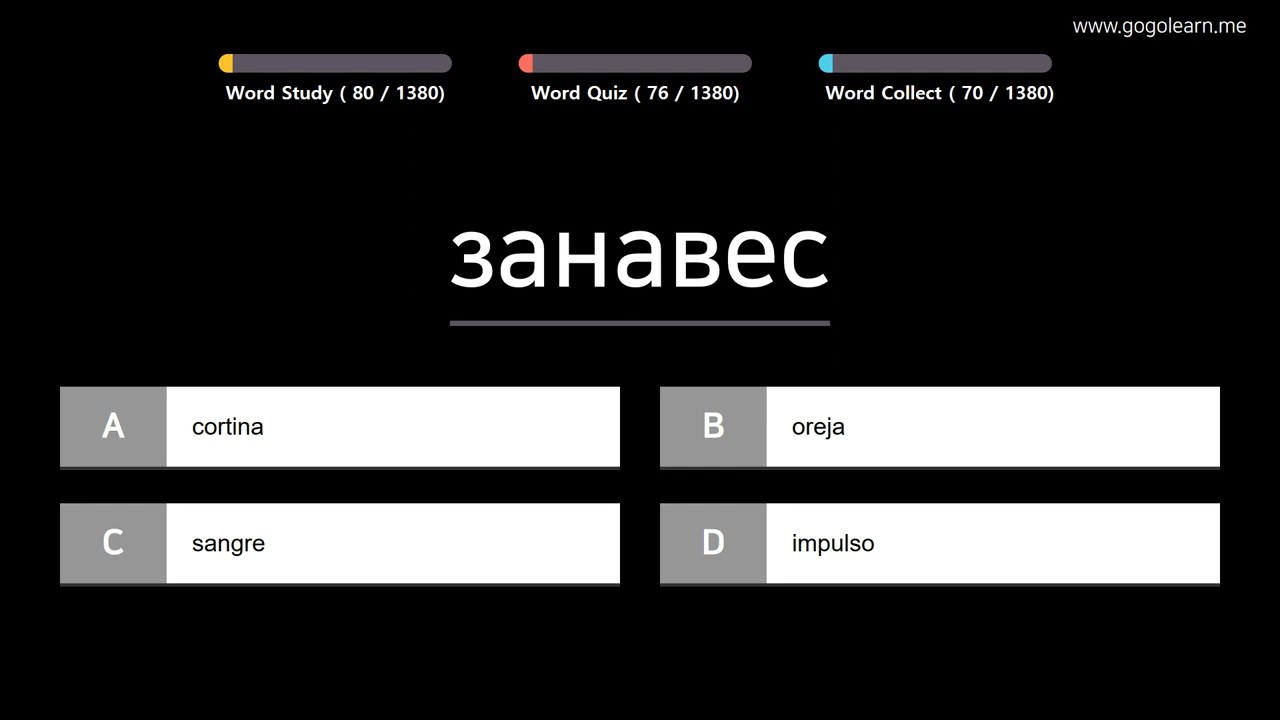 www.gogolearn.me
Word Study ( 80 / 1380)
Word Quiz ( 76 / 1380)
Word Collect ( 70 / 1380)
занавес
A cortina
B oreja
C sangre
D impulso